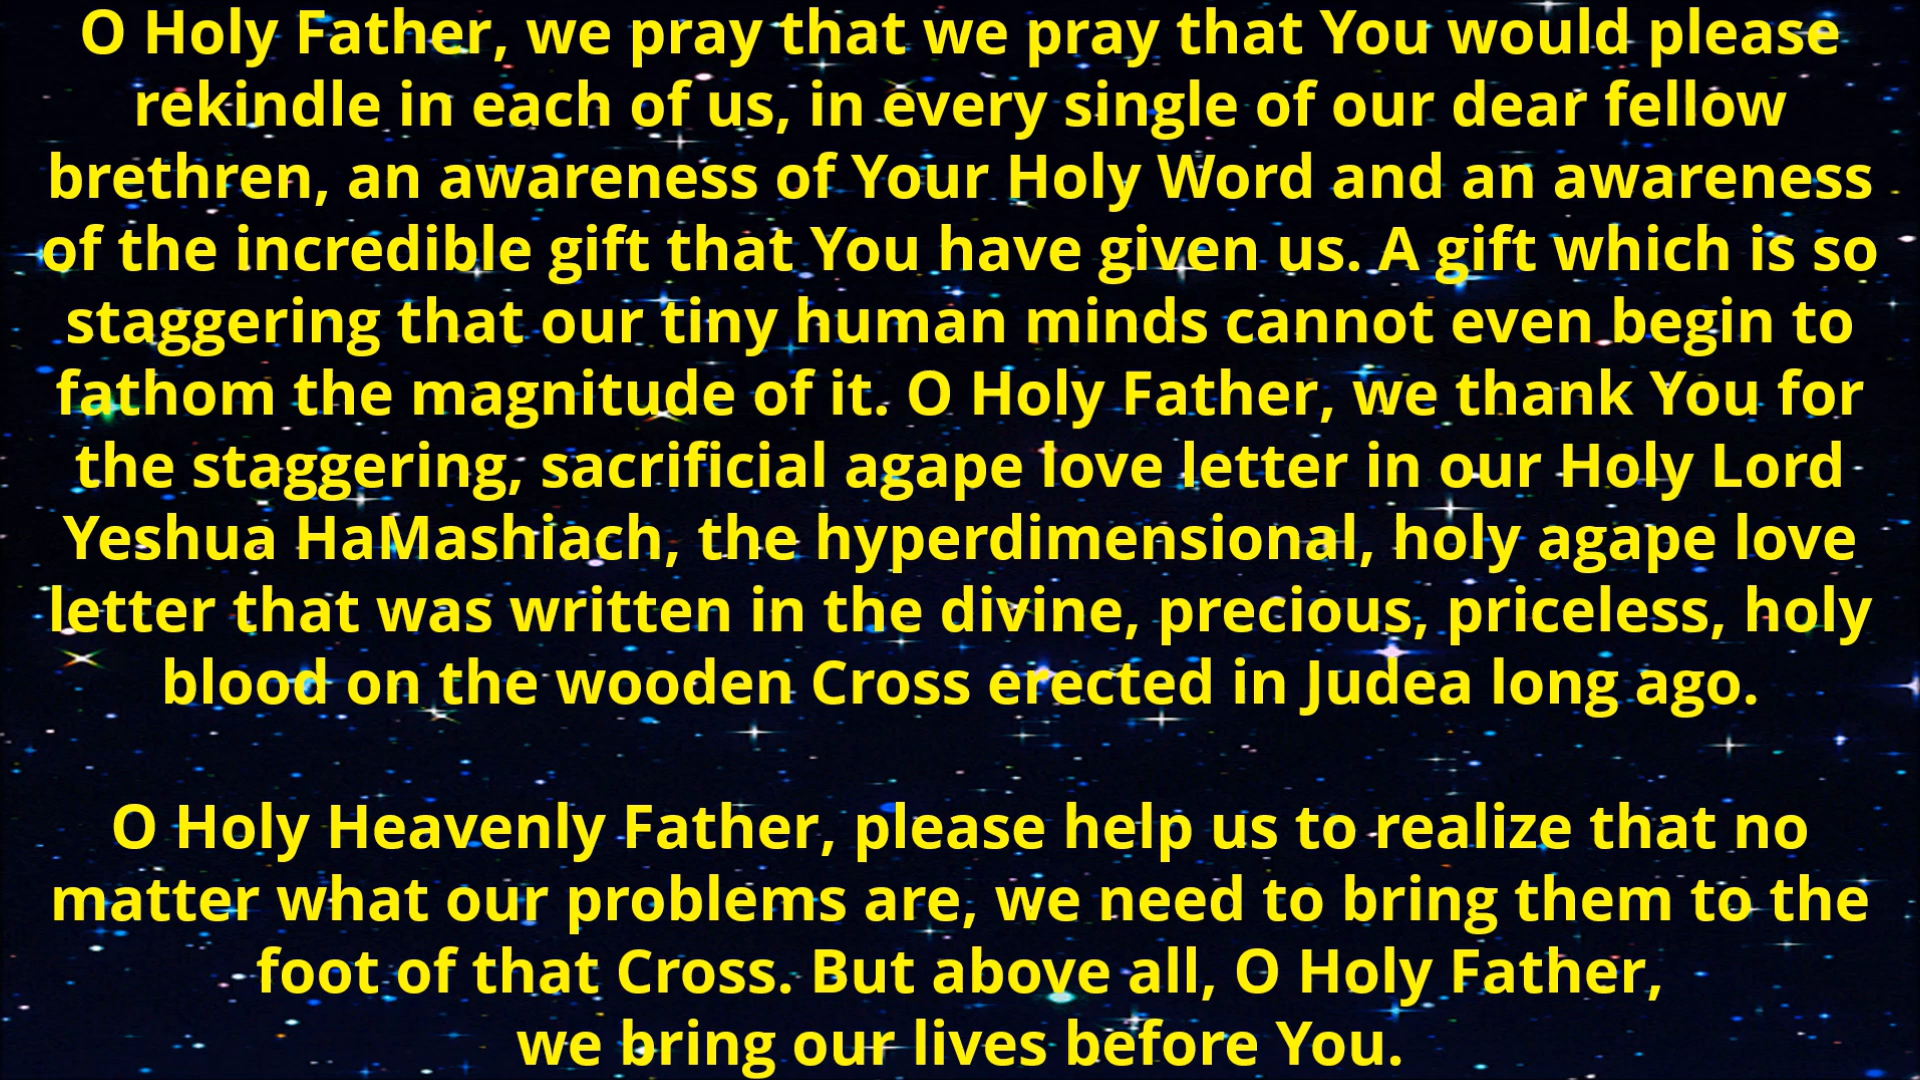 O Holy Father, we pray that we pray that You would please
rekindle in each of us, in every single of our dear fellow
brethren, an awareness of Your Holy Word and an awareness
of the incredible gift that You have given us. A gift which is so
staggering that our tiny human minds cannot even begin to
fathom the magnitude of it. O Holy Father, we thank You for
the staggering, sacrificial agape love letter in our Holy Lord
Yeshua HaMashiach, the hyperdimensional, holy agape love
letter that was written in the divine, precious, priceless, holy
blood on the wooden Cross erected in Judea long ago.
O Holy Heavenly Father, please help us to realize that no
matter what our problems are, we need to bring them to the
foot of that Cross. But above all, O Holy Father,
we bring our lives before You.